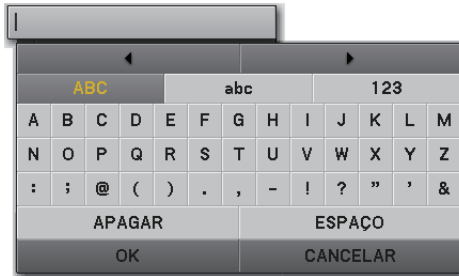 ABC abc 123
A B C D E F G H I J K L M
N O P Q R S T U V W X Y Z
: ; @ ( ) . , - ! ? ” ’ &
APAGAR ESPAÇO
OK CANCELAR